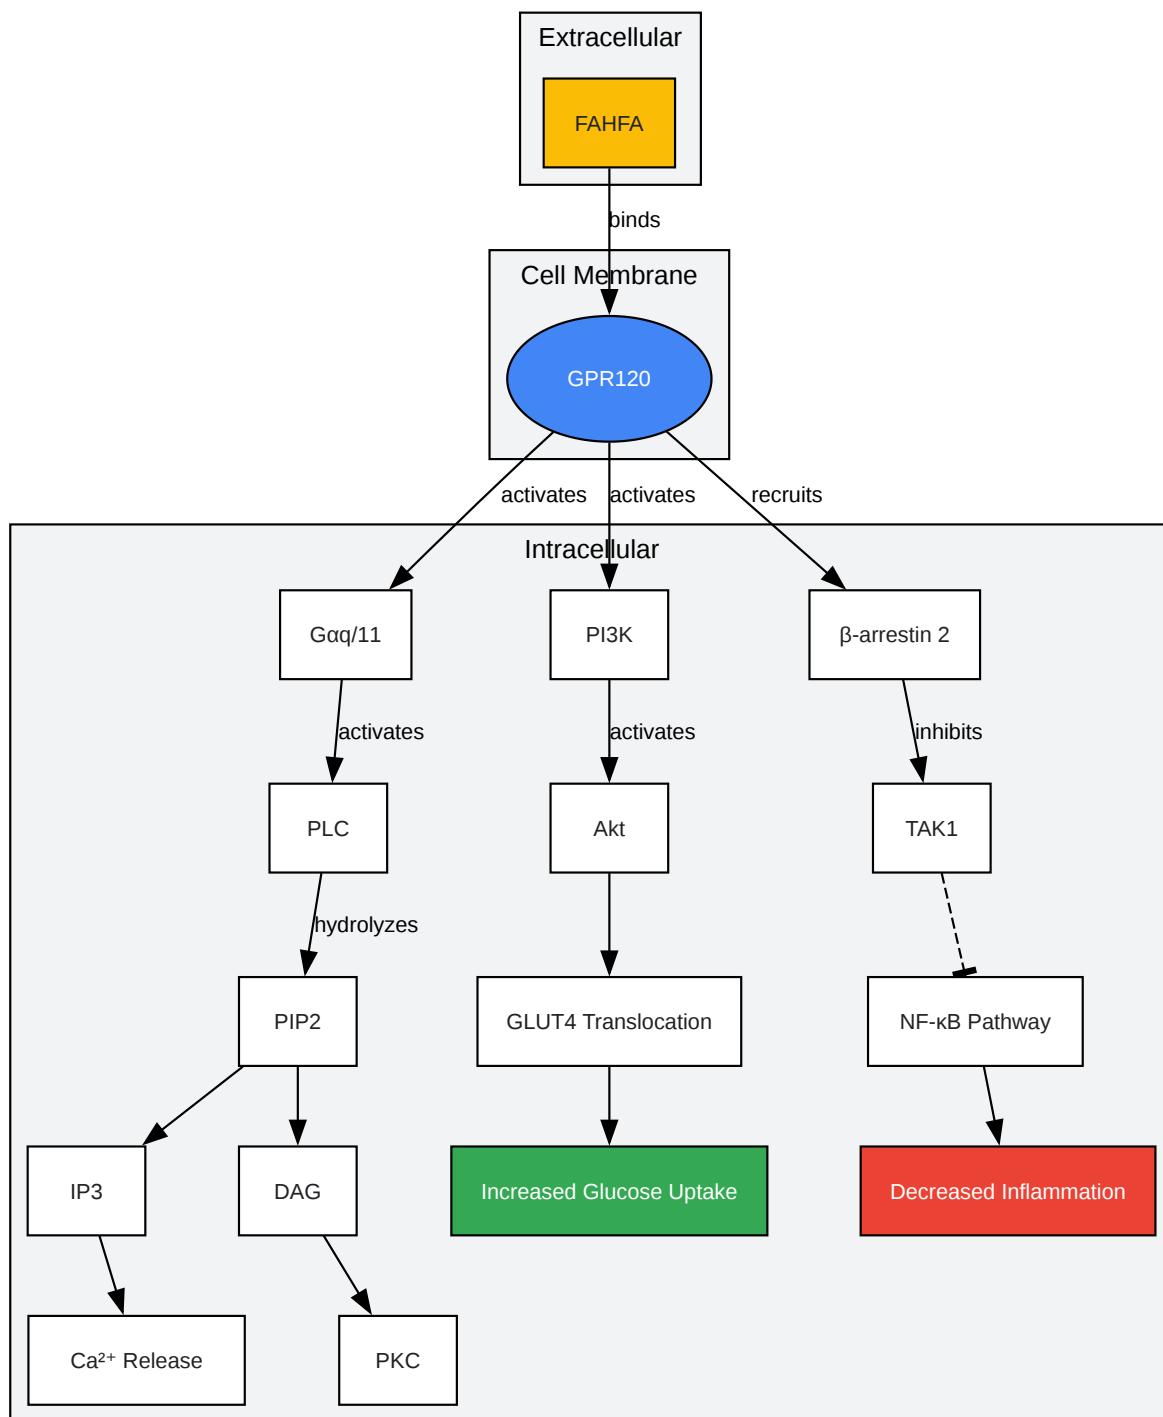 Extracellular
FAHFA
binds
Cell Membrane
GPR120
activates
activates
recruits
Intracellular
Gαq/11
PI3K
β-arrestin 2
activates
activates
inhibits
PLC
Akt
TAK1
hydrolyzes
PIP2
GLUT4 Translocation
NF-κB Pathway
IP3
DAG
Increased Glucose Uptake
Decreased Inflammation
Ca²⁺ Release
PKC